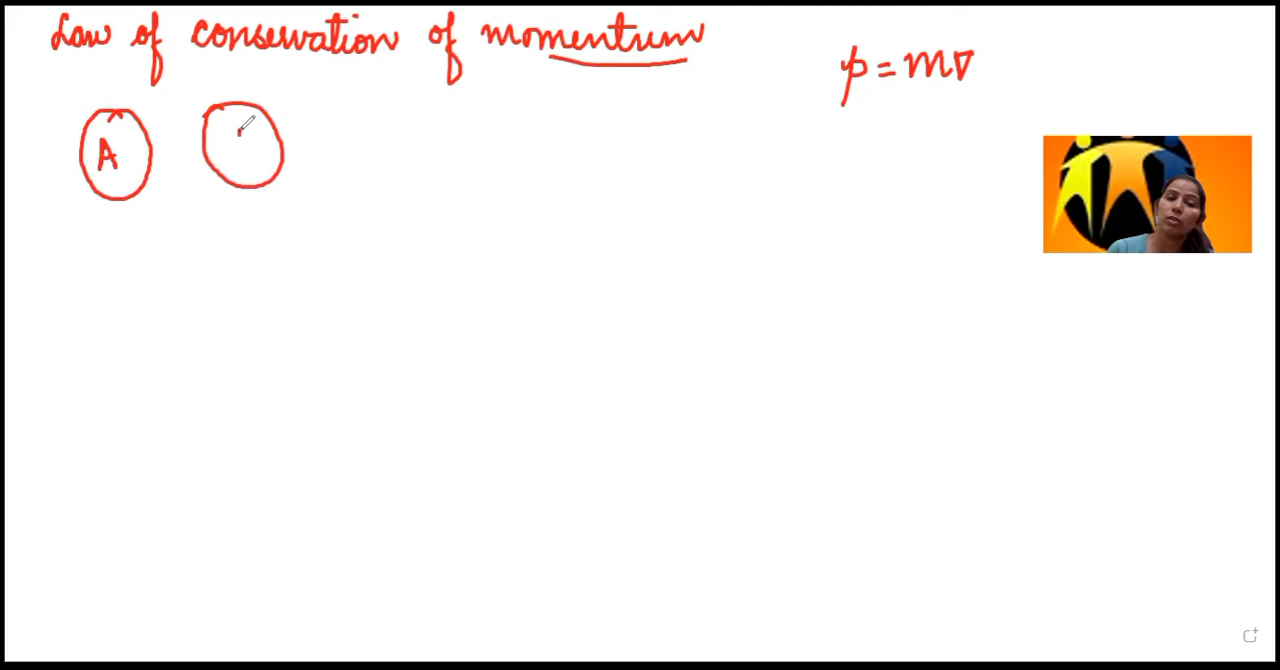 Law of conservation of momentum
p = mv
A